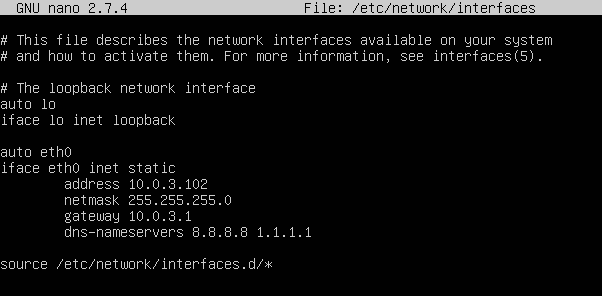 GNU nano 2.7.4 File: /etc/network/interfaces
# This file describes the network interfaces available on your system
# and how to activate them. For more information, see interfaces(5).
# The loopback network interface
auto lo
iface lo inet loopback
auto eth0
iface eth0 inet static
address 10.0.3.102
netmask 255.255.255.0
gateway 10.0.3.1
dns-nameservers 8.8.8.8 1.1.1.1
source /etc/network/interfaces.d/*